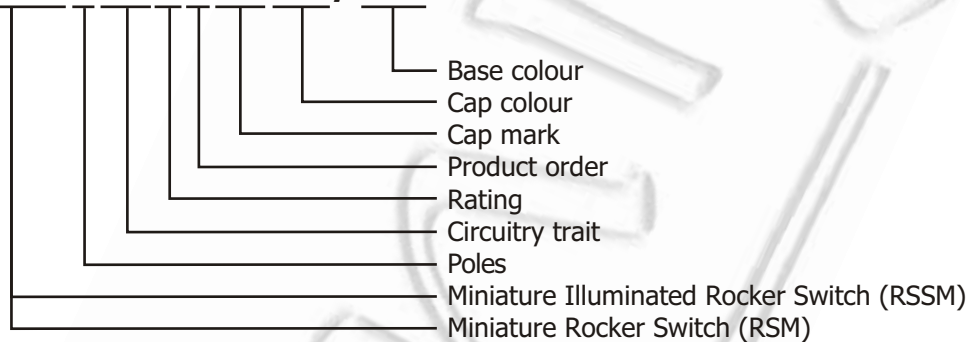 Base colour
Cap colour
Cap mark
Product order
Rating
Circuitry trait
Poles
Miniature Illuminated Rocker Switch (RSSM)
Miniature Rocker Switch (RSM)